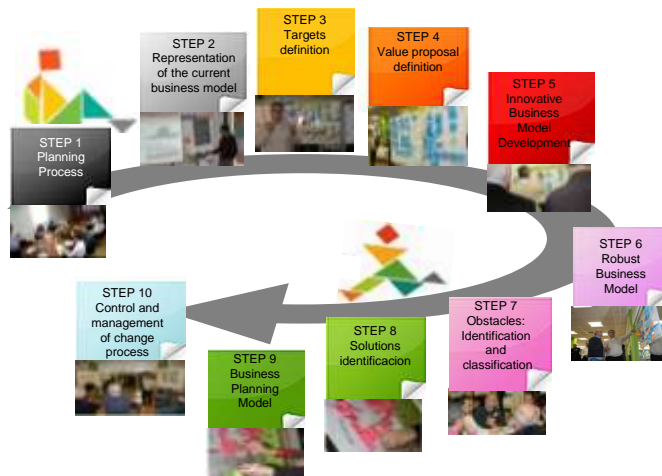 STEP 1
Planning
Process
STEP 2
Representation
of the current
business model
STEP 3
Targets
definition
STEP 4
Value proposal
definition
STEP 5
Innovative
Business
Model
Development
STEP 6
Robust
Business
Model
STEP 7
Obstacles:
Identification
and
classification
STEP 8
Solutions
identificacion
STEP 9
Business
Planning
Model
STEP 10
Control and
management
of change
process